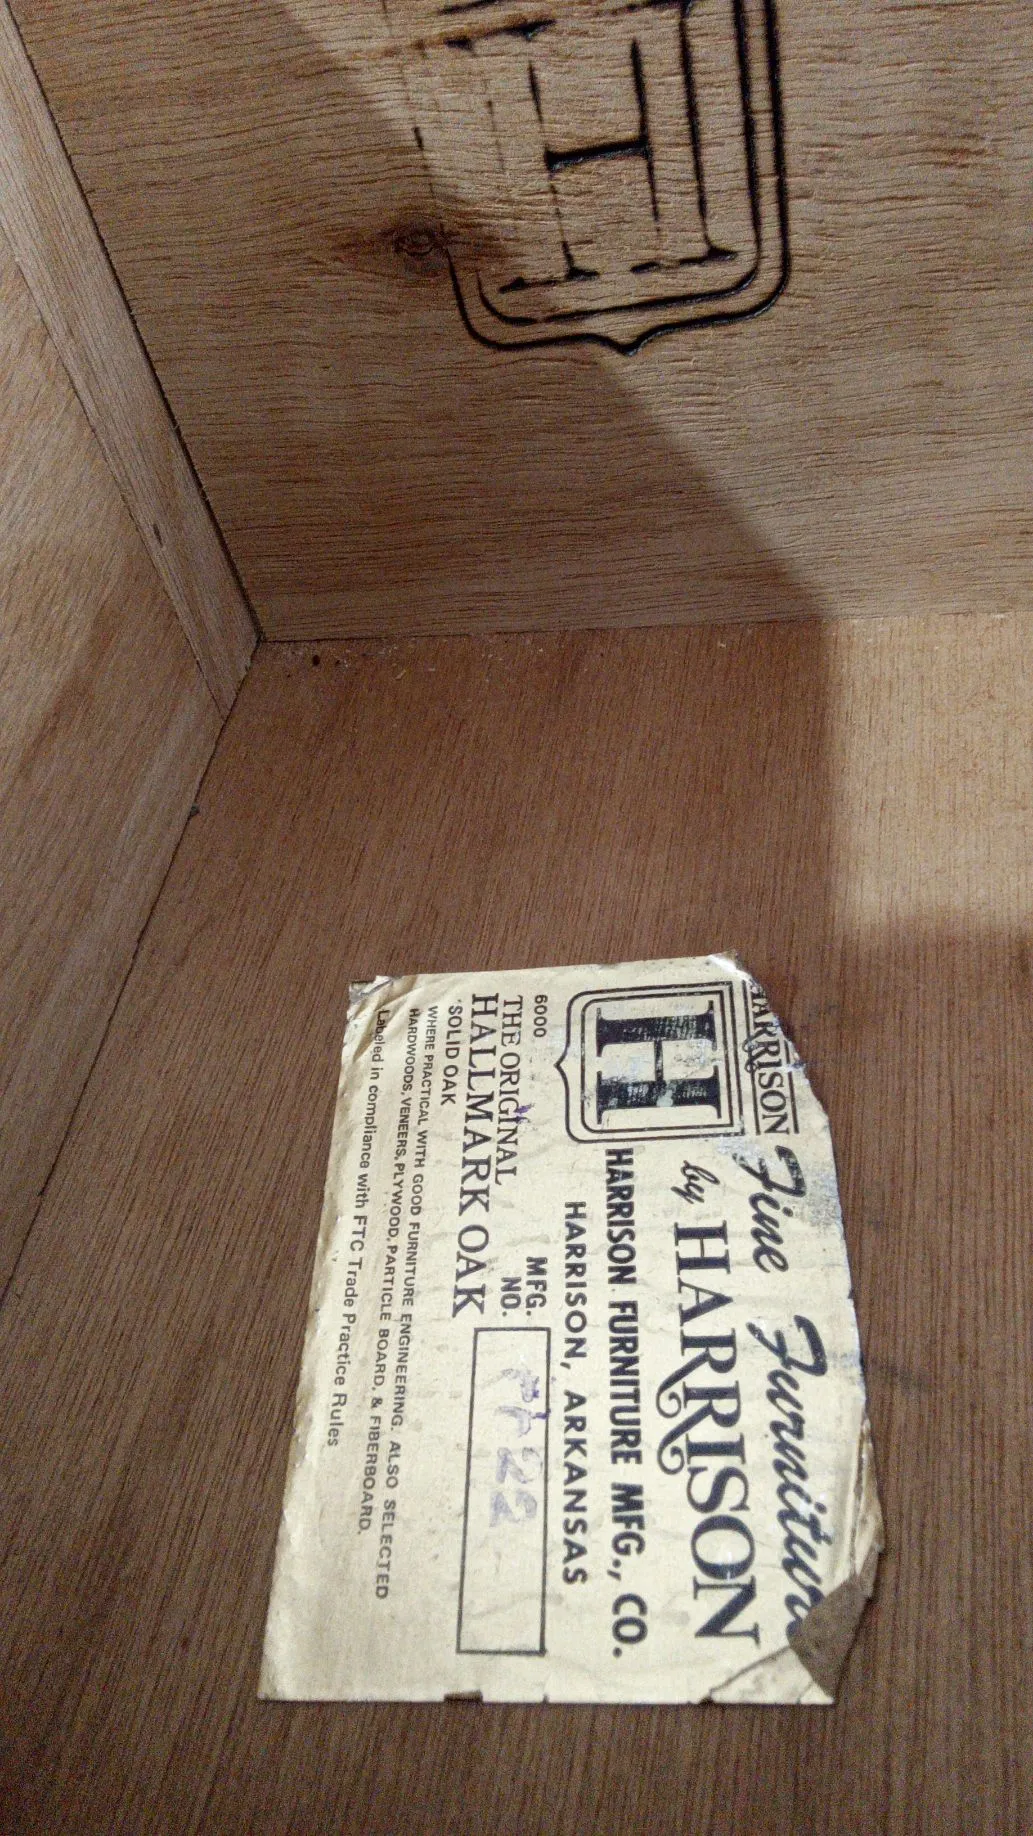 H
HARRISON
Fine Furniture
by HARRISON
H
HARRISON FURNITURE MFG., CO.
HARRISON, ARKANSAS
6000
MFG.
NO.
THE ORIGINAL
HALLMARK OAK
SOLID OAK
WHERE PRACTICAL WITH GOOD FURNITURE ENGINEERING. ALSO SELECTED
HARDWOODS, VENEERS, PLYWOOD, PARTICLE BOARD, & FIBERBOARD.
Labeled in compliance with FTC Trade Practice Rules